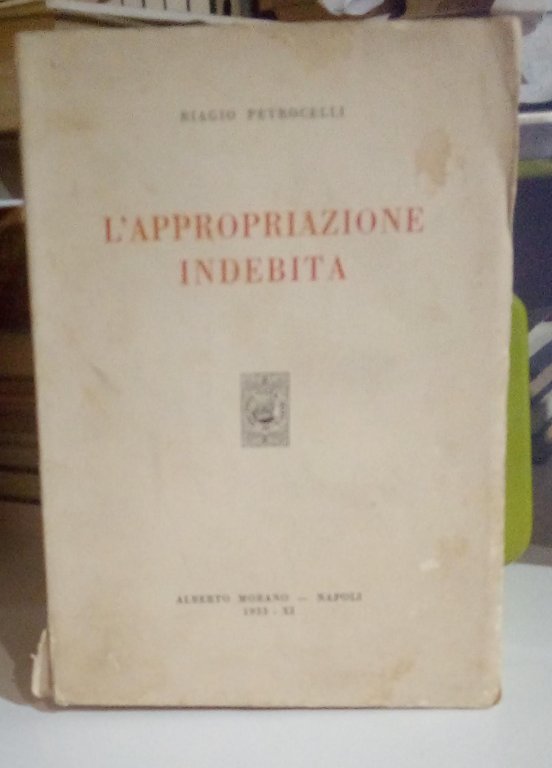 BIAGIO PETROCELLI
L'APPROPRIAZIONE
INDEBITA
ALBERTO MORANO — NAPOLI
1933 - XI